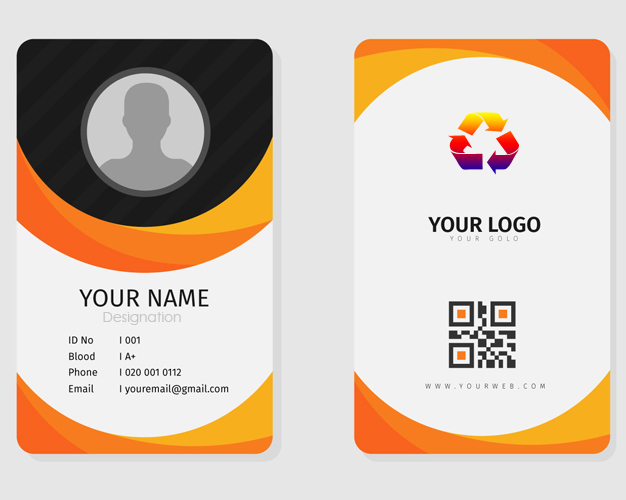 YOUR NAME
Designation
ID No | 001
Blood | A+
Phone | 020 001 0112
Email | youremail@gmail.com
YOUR LOGO
YOUR GOLO
WWW.YOURWEB.COM